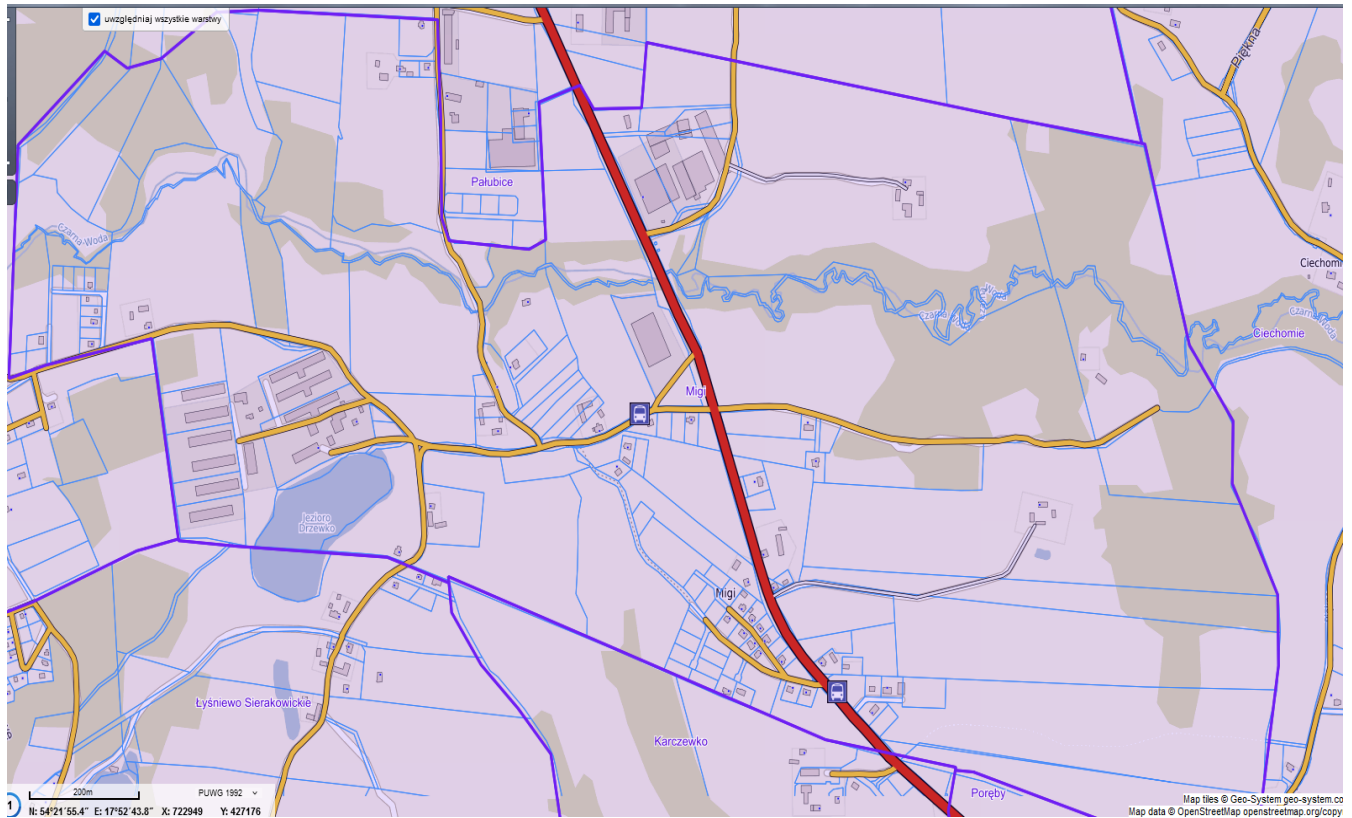 uwzględniaj wszystkie warstwy
Piękna
Pałubice
Czarna Woda
Ciechomie
Czarna Woda
Czarna Woda
Ciechomie
Migi
Jezioro
Drzewko
Migi
Łyśniewo Sierakowickie
Karczewko
Poręby
200m
PUWG 1992
1
N: 54°21'55.4" E: 17°52'43.8" X: 722949 Y: 427176
Map tiles © Geo-System geo-system.co
Map data © OpenStreetMap openstreetmap.org/copy